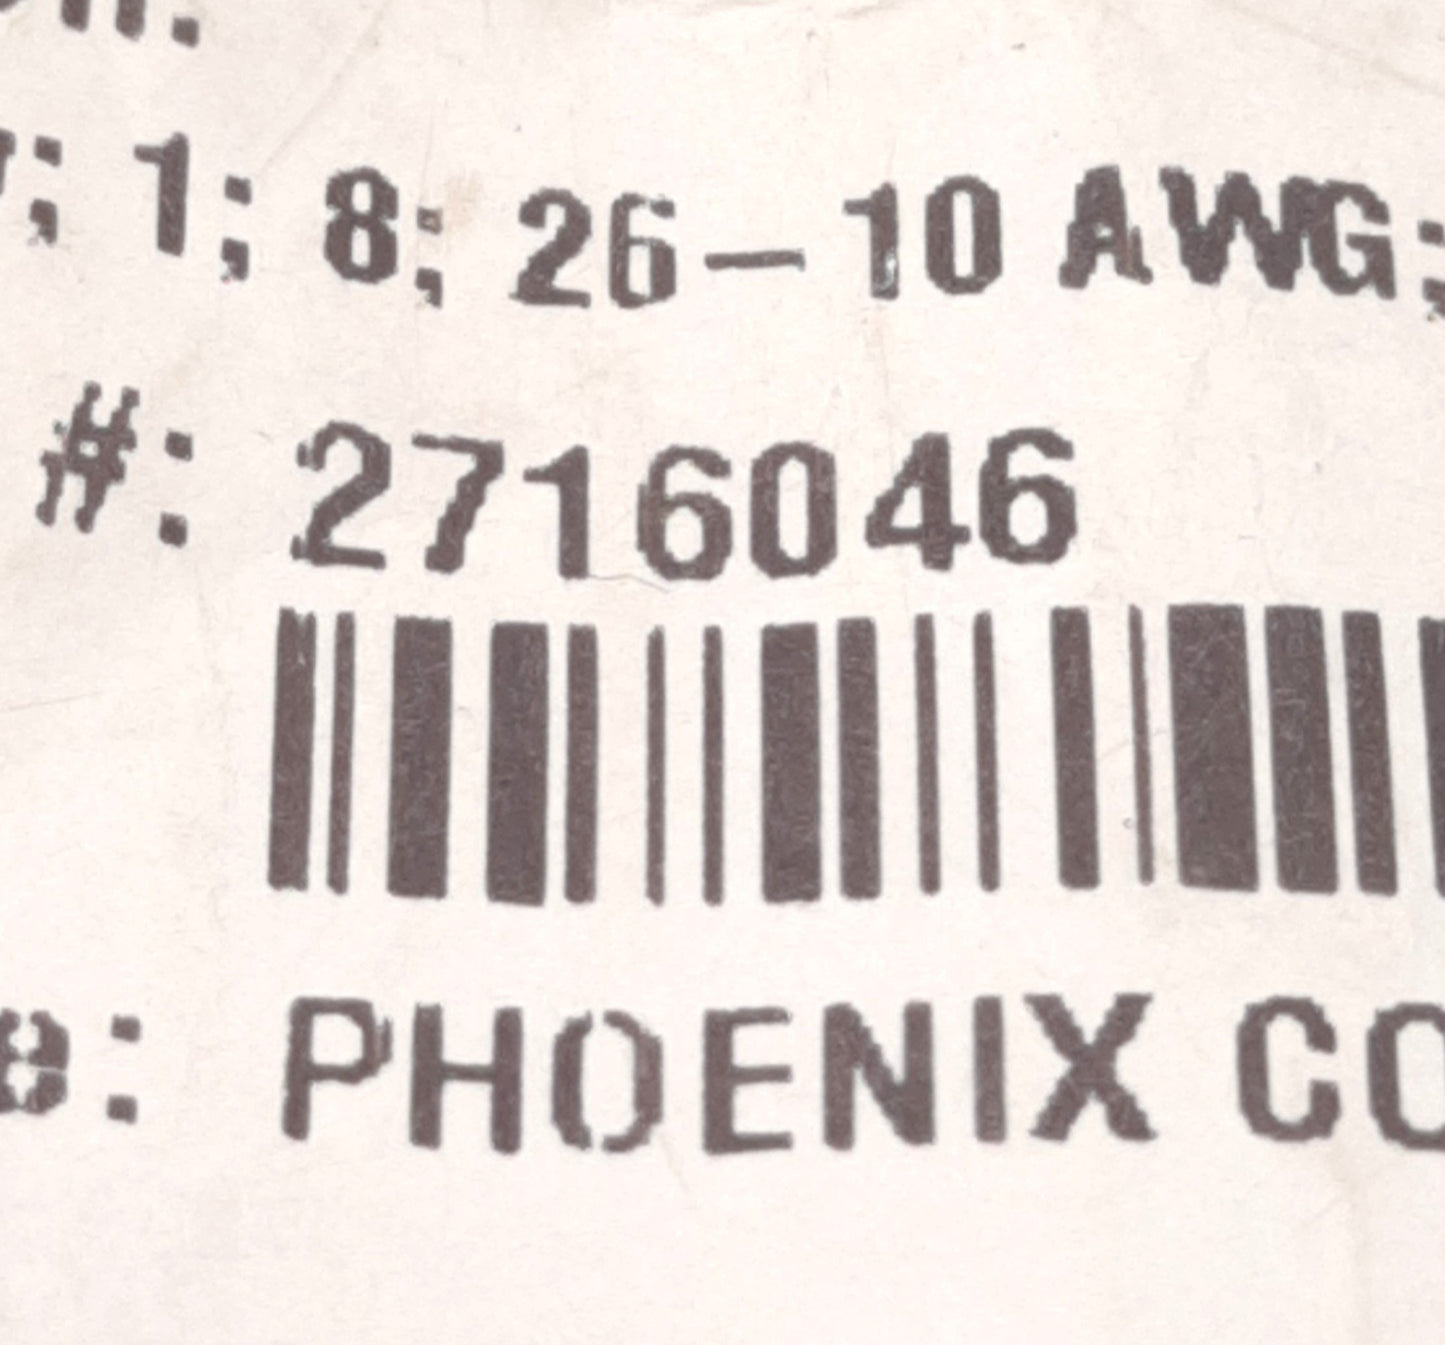 ; 1; 8; 26-10 AWG;
#: 2716046
e: PHOENIX CO